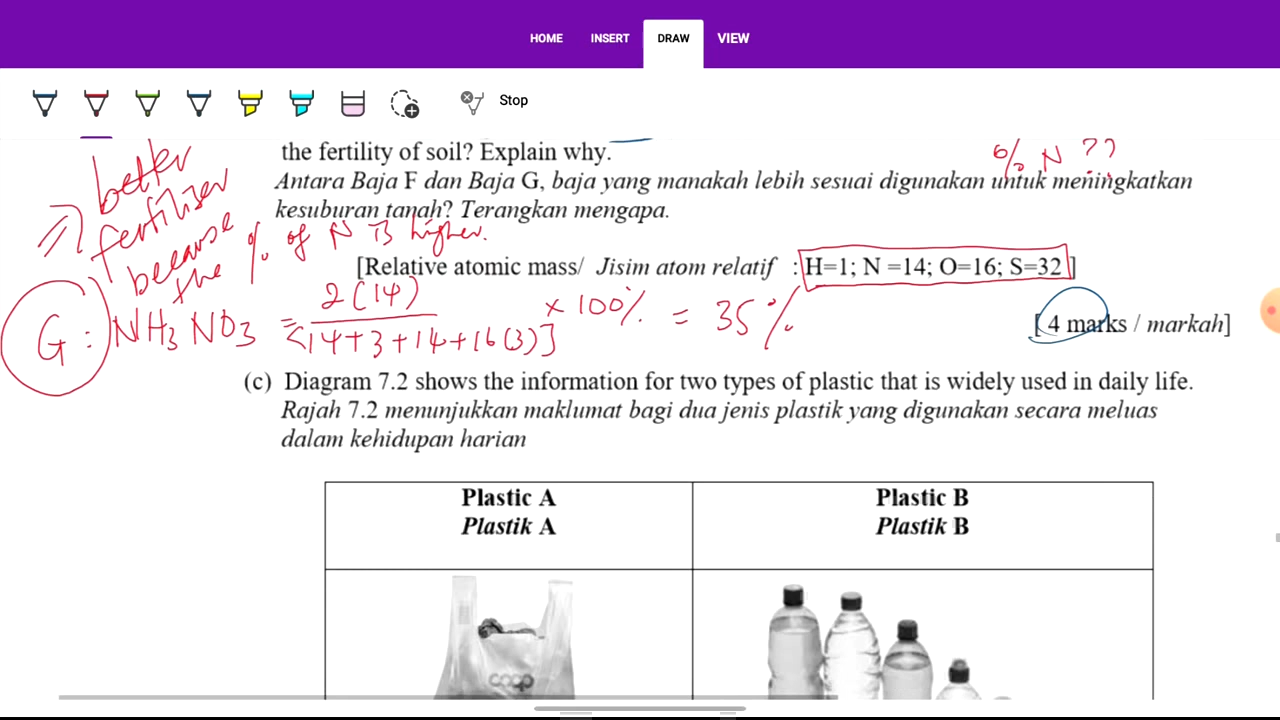 HOME INSERT DRAW VIEW
Stop
the fertility of soil? Explain why.
% N ??
Antara Baja F dan Baja G, baja yang manakah lebih sesuai digunakan untuk meningkatkan
kesuburan tanah? Terangkan mengapa.
⇒ better
fertiliser
because
the % of N is higher.
[Relative atomic mass/ Jisim atom relatif : H=1; N =14; O=16; S=32 ]
G : NH3 NO3 = 2(14) / [14+3+14+16(3)] × 100% = 35%
[ 4 marks / markah]
(c) Diagram 7.2 shows the information for two types of plastic that is widely used in daily life.
Rajah 7.2 menunjukkan maklumat bagi dua jenis plastik yang digunakan secara meluas
dalam kehidupan harian
Plastic A
Plastik A
Plastic B
Plastik B
coop